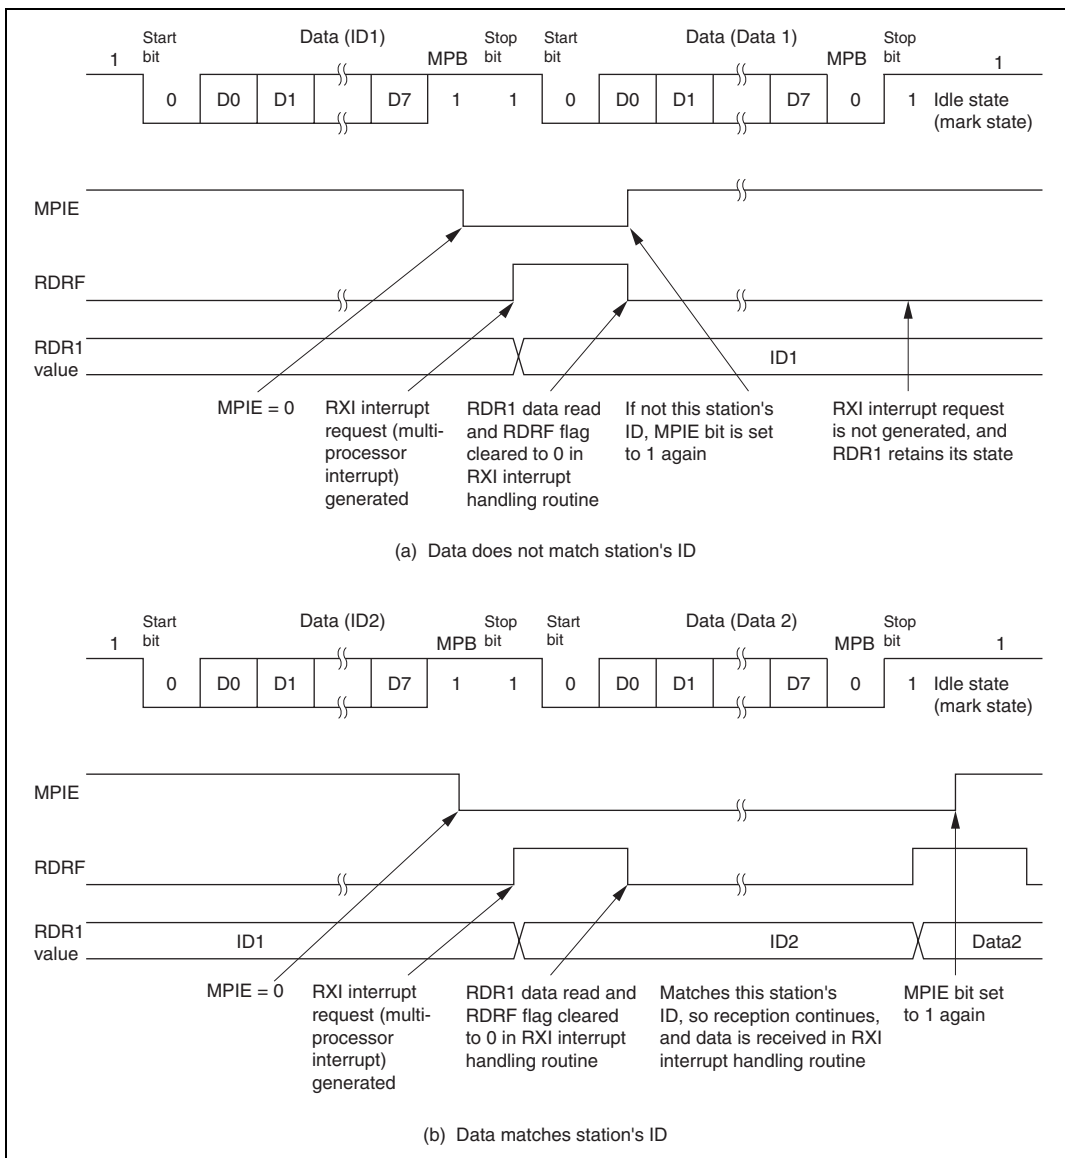 Start bit
Data (ID1)
Stop bit
Start bit
Data (Data 1)
Stop bit
1
MPB
MPB
1
0
D0
D1
D7
1
1
0
D0
D1
D7
0
1
Idle state
(mark state)
MPIE
RDRF
RDR1
value
ID1
MPIE = 0
RXI interrupt
request (multi-
processor
interrupt)
generated
RDR1 data read
and RDRF flag
cleared to 0 in
RXI interrupt
handling routine
If not this station's
ID, MPIE bit is set
to 1 again
RXI interrupt request
is not generated, and
RDR1 retains its state
(a) Data does not match station's ID
Start bit
Data (ID2)
Stop bit
Start bit
Data (Data 2)
Stop bit
1
MPB
MPB
1
0
D0
D1
D7
1
1
0
D0
D1
D7
0
1
Idle state
(mark state)
MPIE
RDRF
RDR1
value
ID1
ID2
Data2
MPIE = 0
RXI interrupt
request (multi-
processor
interrupt)
generated
RDR1 data read and
RDRF flag cleared
to 0 in RXI interrupt
handling routine
Matches this station's
ID, so reception continues,
and data is received in RXI
interrupt handling routine
MPIE bit set
to 1 again
(b) Data matches station's ID